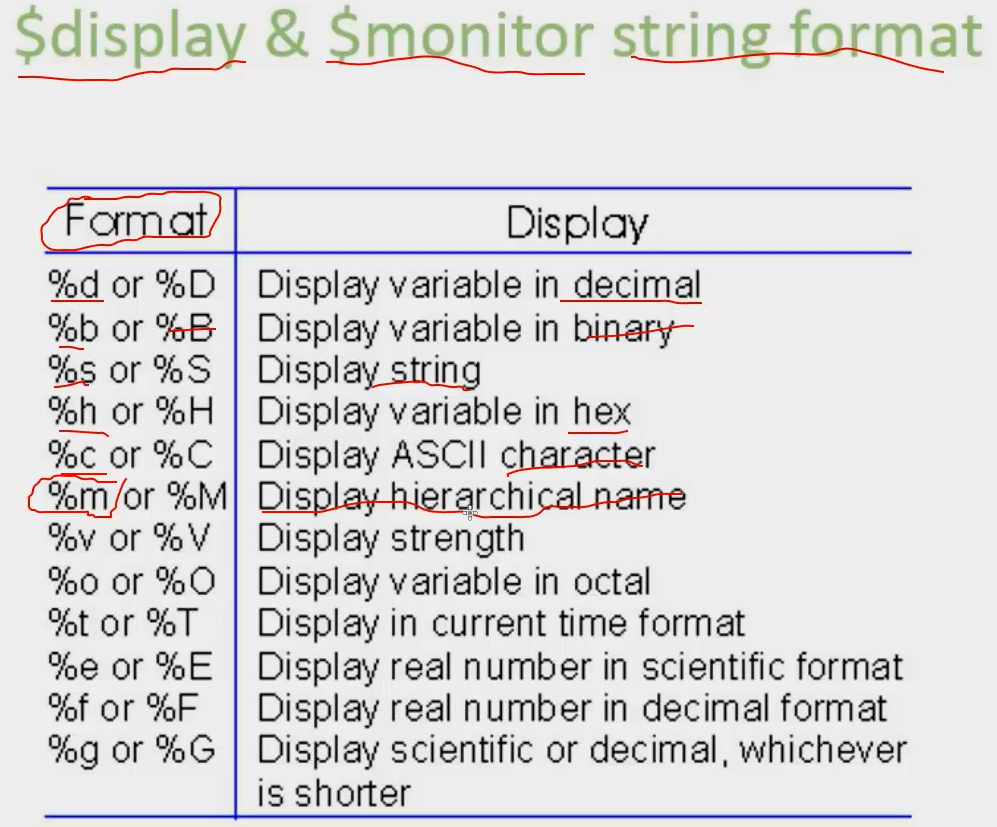 $display & $monitor string format
Format Display
%d or %D Display variable in decimal
%b or %B Display variable in binary
%s or %S Display string
%h or %H Display variable in hex
%c or %C Display ASCII character
%m or %M Display hierarchical name
%v or %V Display strength
%o or %O Display variable in octal
%t or %T Display in current time format
%e or %E Display real number in scientific format
%f or %F Display real number in decimal format
%g or %G Display scientific or decimal, whichever
is shorter